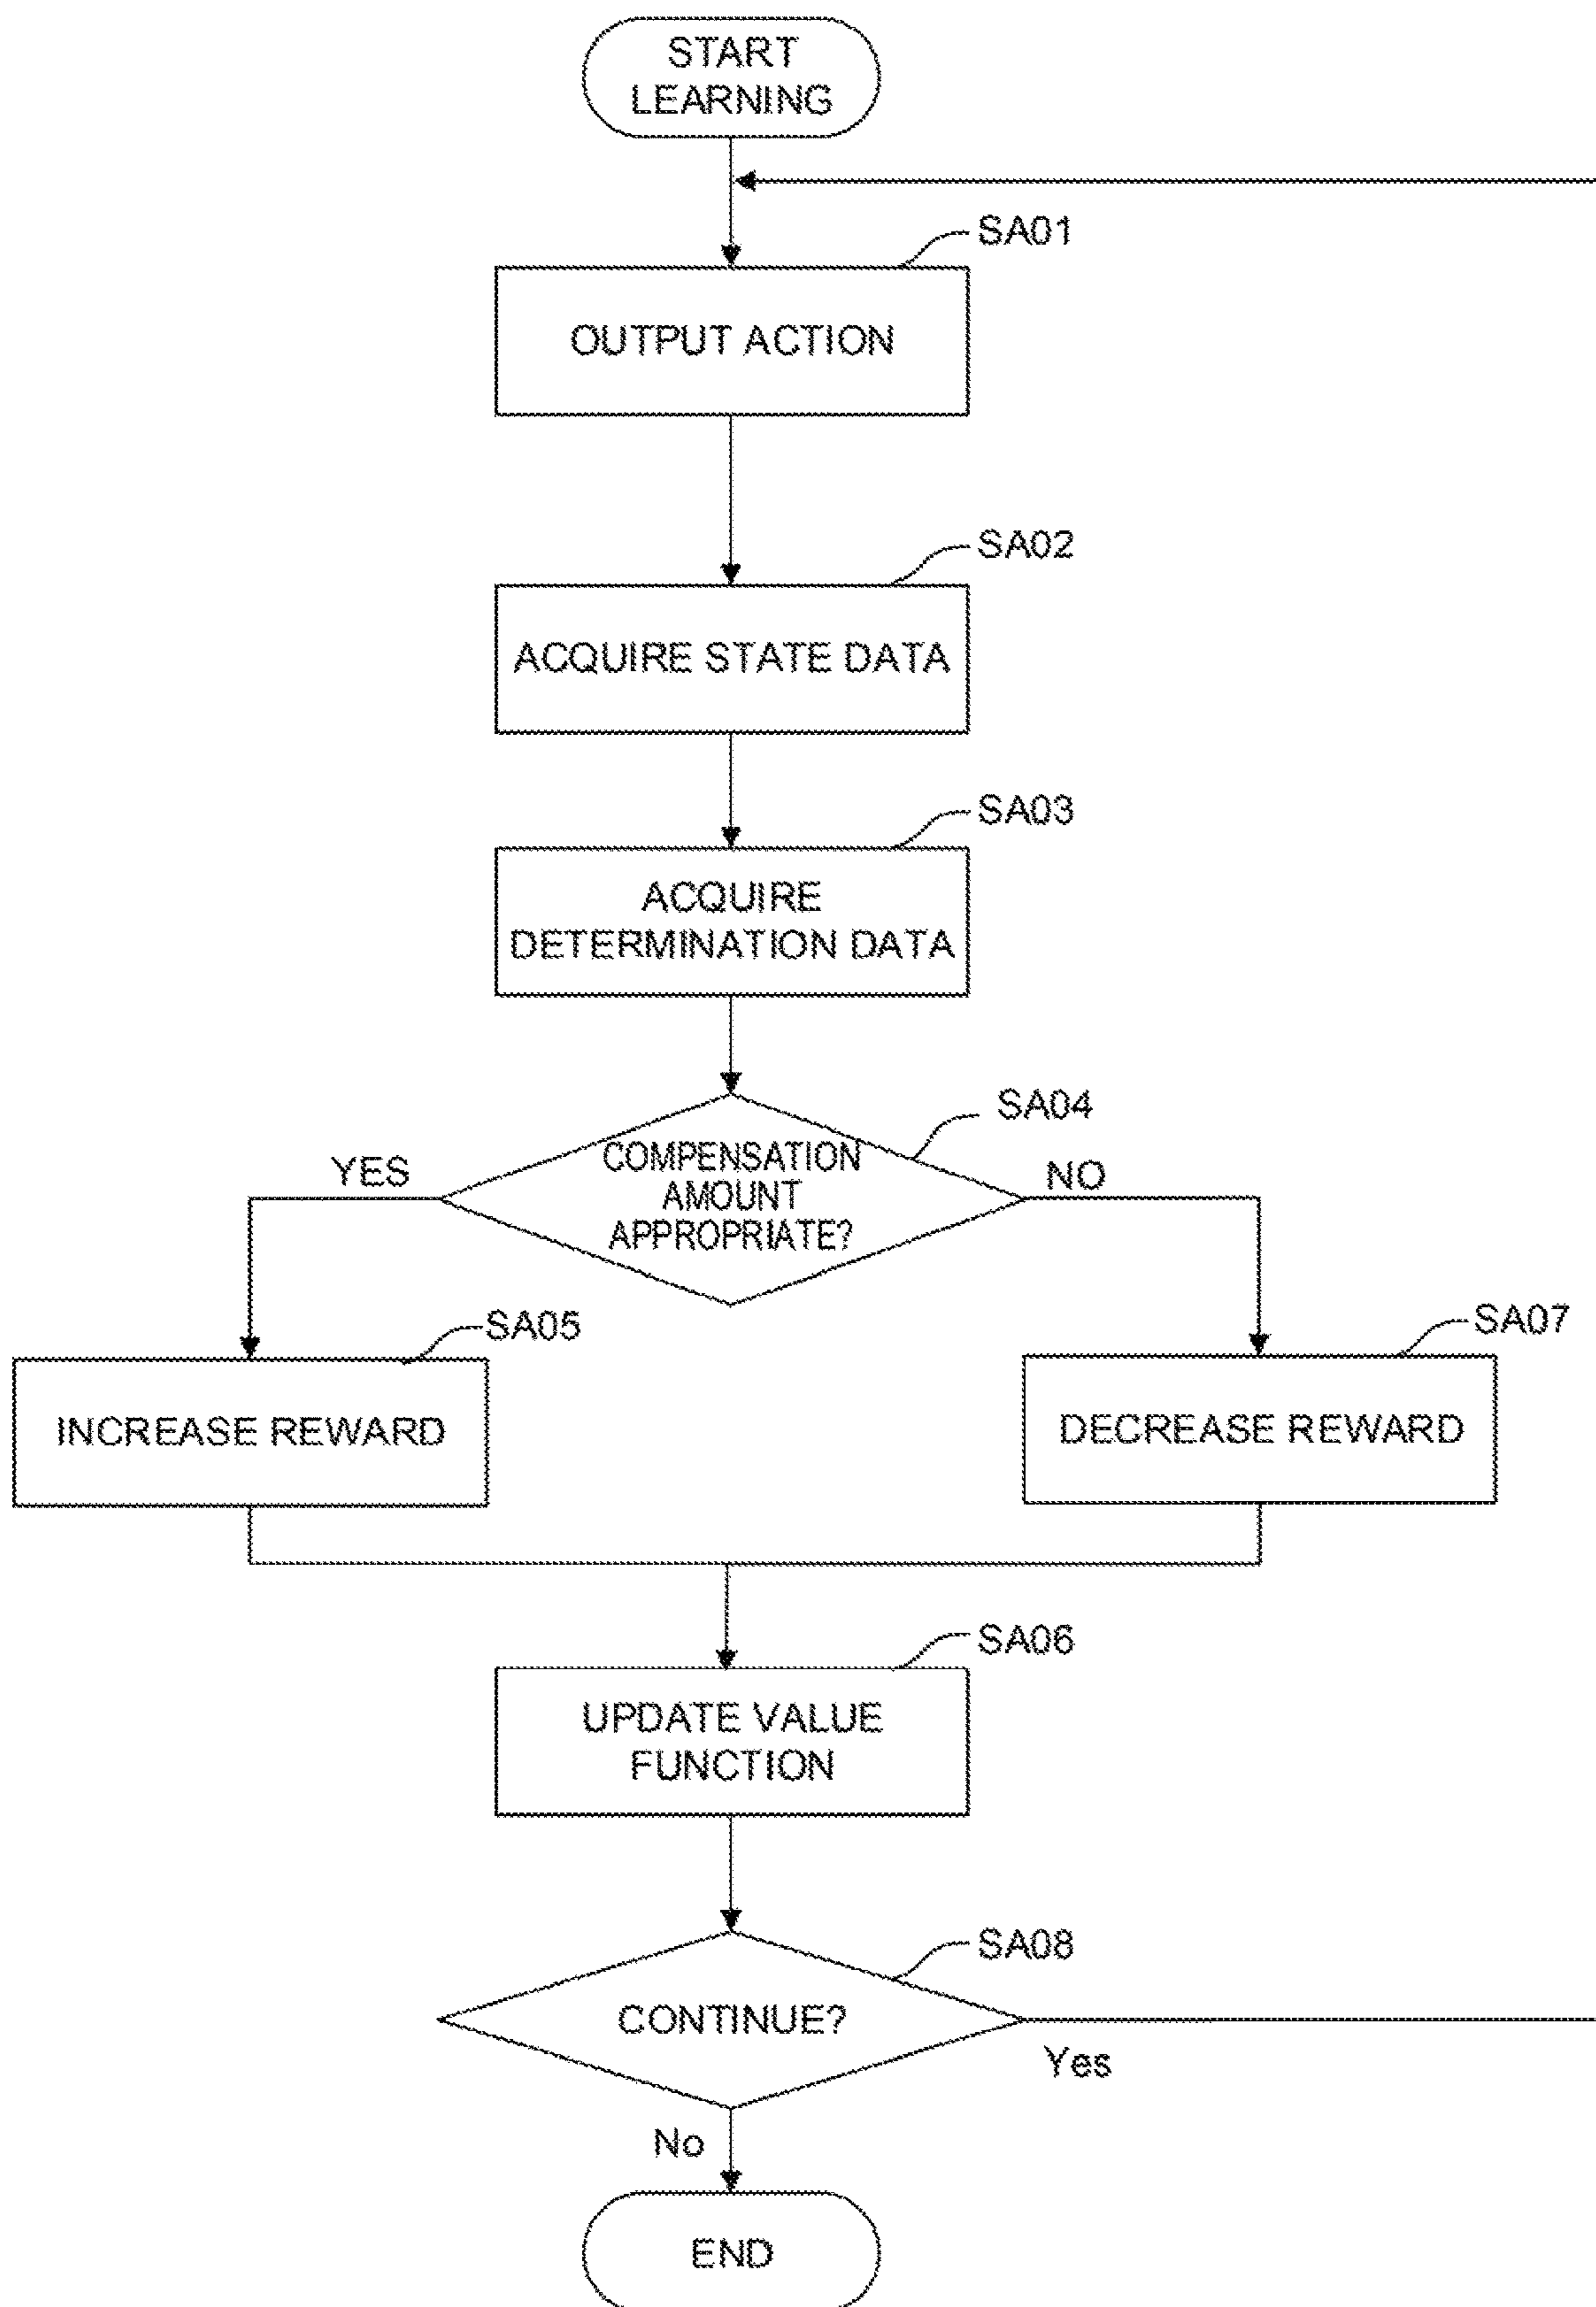 START
LEARNING
SA01
OUTPUT ACTION
SA02
ACQUIRE STATE DATA
SA03
ACQUIRE
DETERMINATION DATA
SA04
COMPENSATION
AMOUNT
APPROPRIATE?
YES
NO
SA05
INCREASE REWARD
SA07
DECREASE REWARD
SA06
UPDATE VALUE
FUNCTION
SA08
CONTINUE?
Yes
No
END